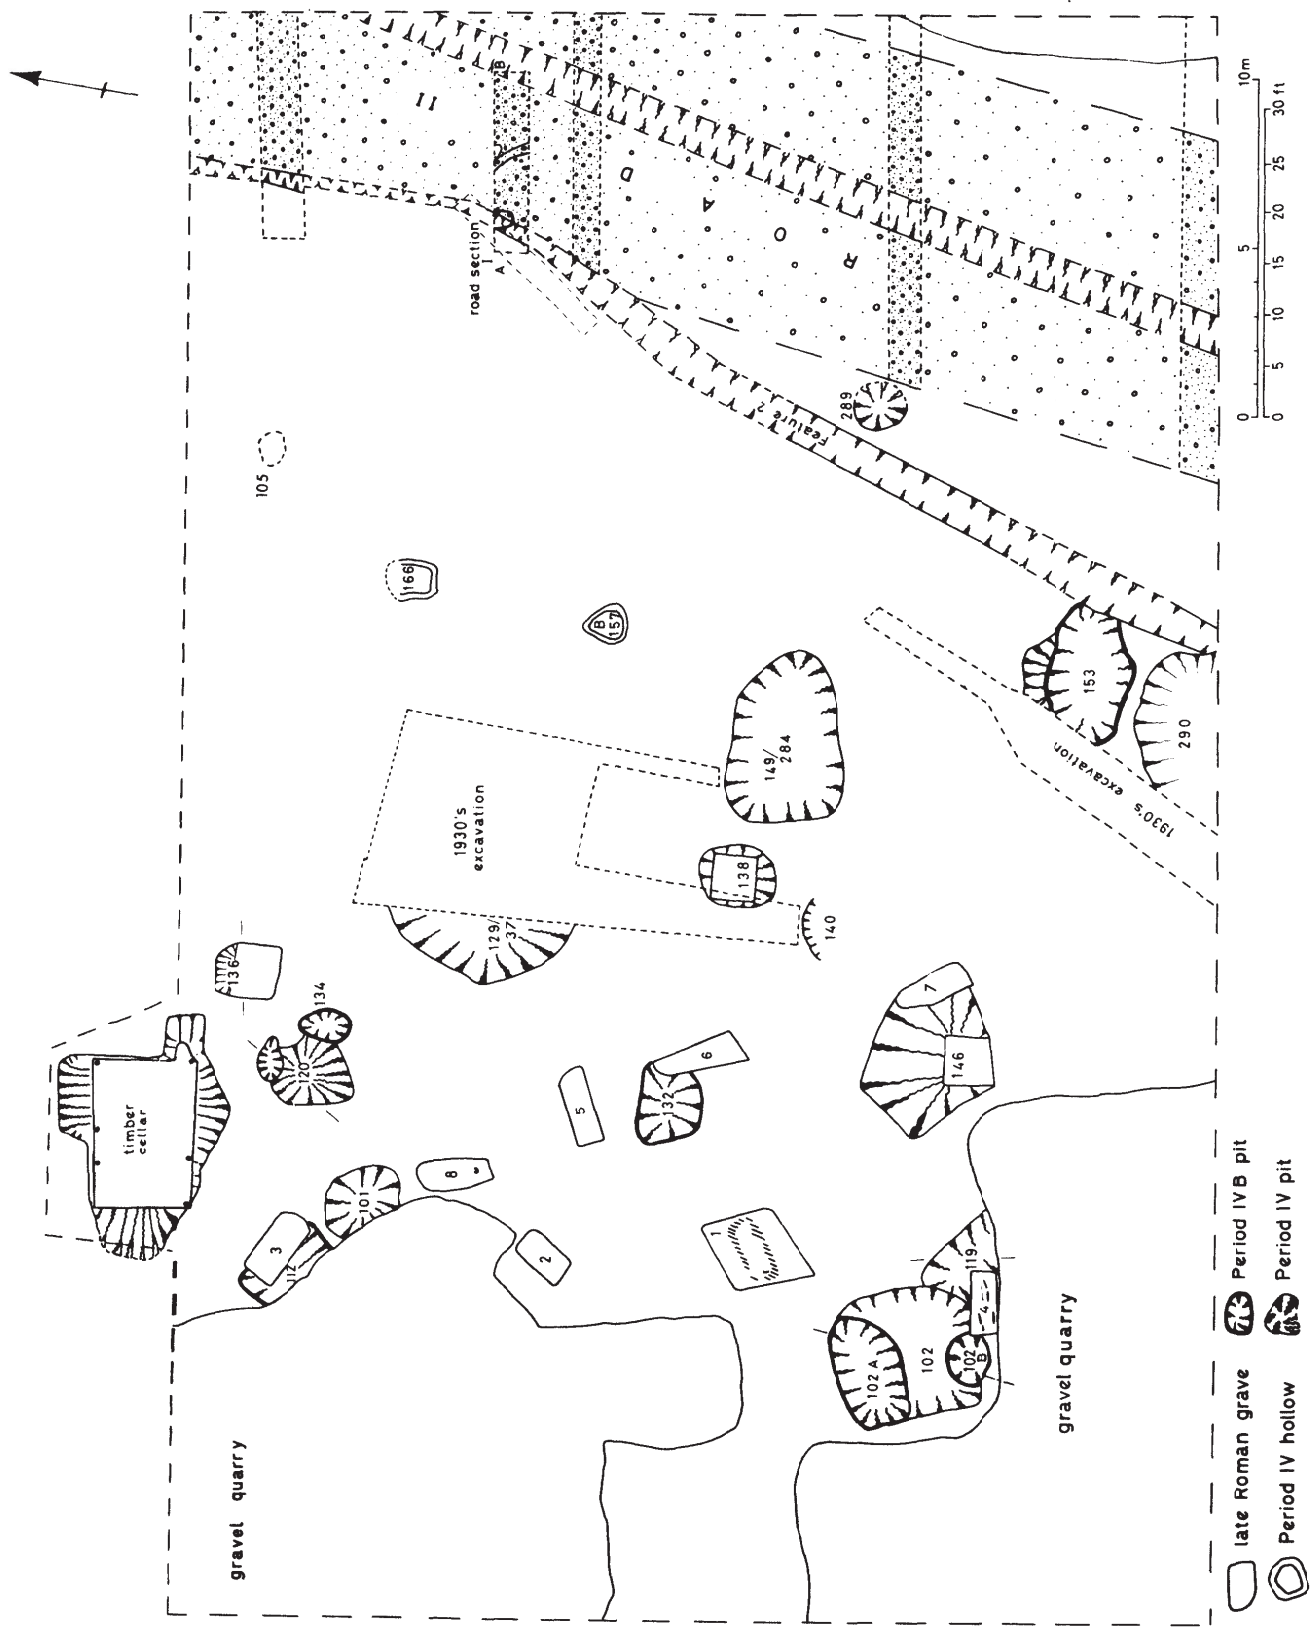 timber
cellar
136
134
120
101
8
3
112
2
5
6
132
1
7
146
119
4
102
102 A
102
B
gravel quarry
gravel quarry
1930's
excavation
129/
37
138
140
149/
284
166
B
157
105
153
290
1930's excavation
289
Feature ?
road section
I
A
B
II
ROAD
0 5 10m
0 5 10 15 20 25 30 ft
late Roman grave
Period IV hollow
Period IV B pit
Period IV pit